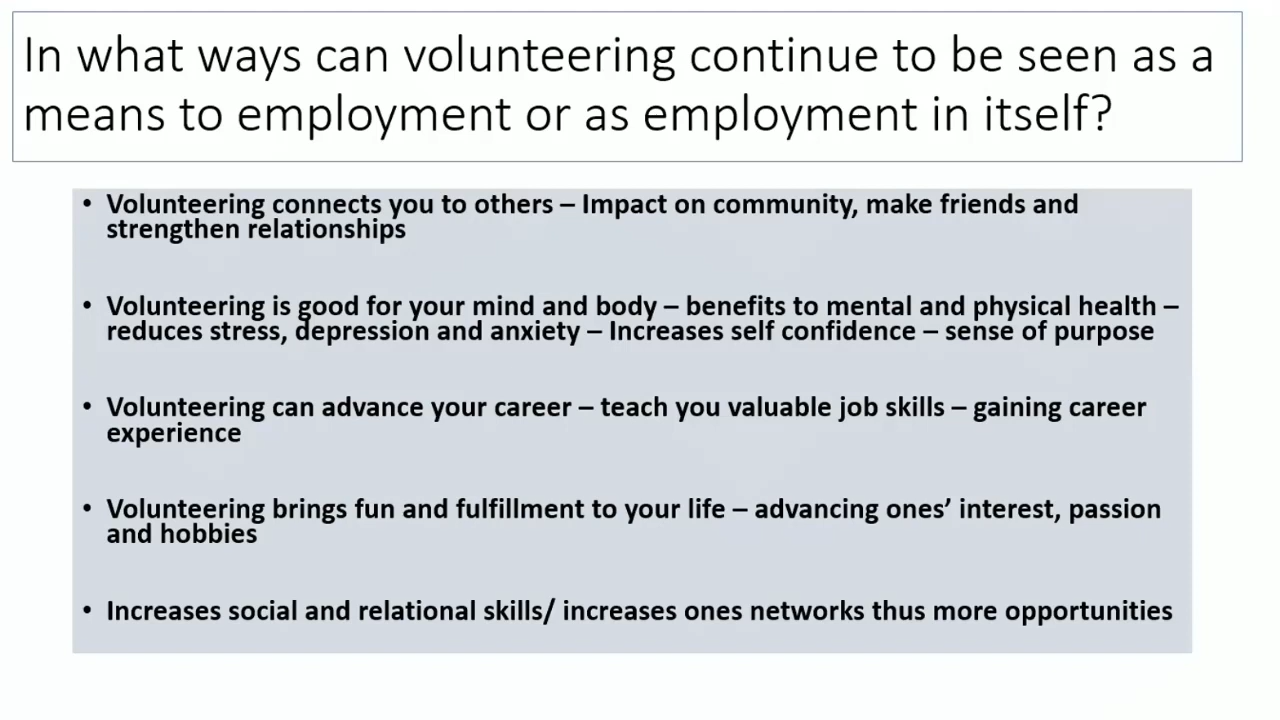 In what ways can volunteering continue to be seen as a
means to employment or as employment in itself?
• Volunteering connects you to others – Impact on community, make friends and
strengthen relationships
• Volunteering is good for your mind and body – benefits to mental and physical health –
reduces stress, depression and anxiety – Increases self confidence – sense of purpose
• Volunteering can advance your career – teach you valuable job skills – gaining career
experience
• Volunteering brings fun and fulfillment to your life – advancing ones’ interest, passion
and hobbies
• Increases social and relational skills/ increases ones networks thus more opportunities